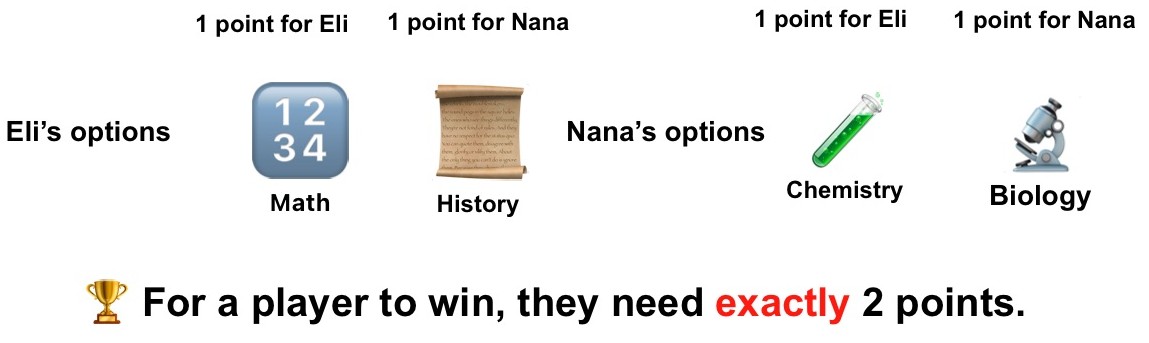 1 point for Eli
1 point for Nana
1 point for Eli
1 point for Nana
Eli's options
12
34
Math
History
Nana's options
Chemistry
Biology
For a player to win, they need exactly 2 points.